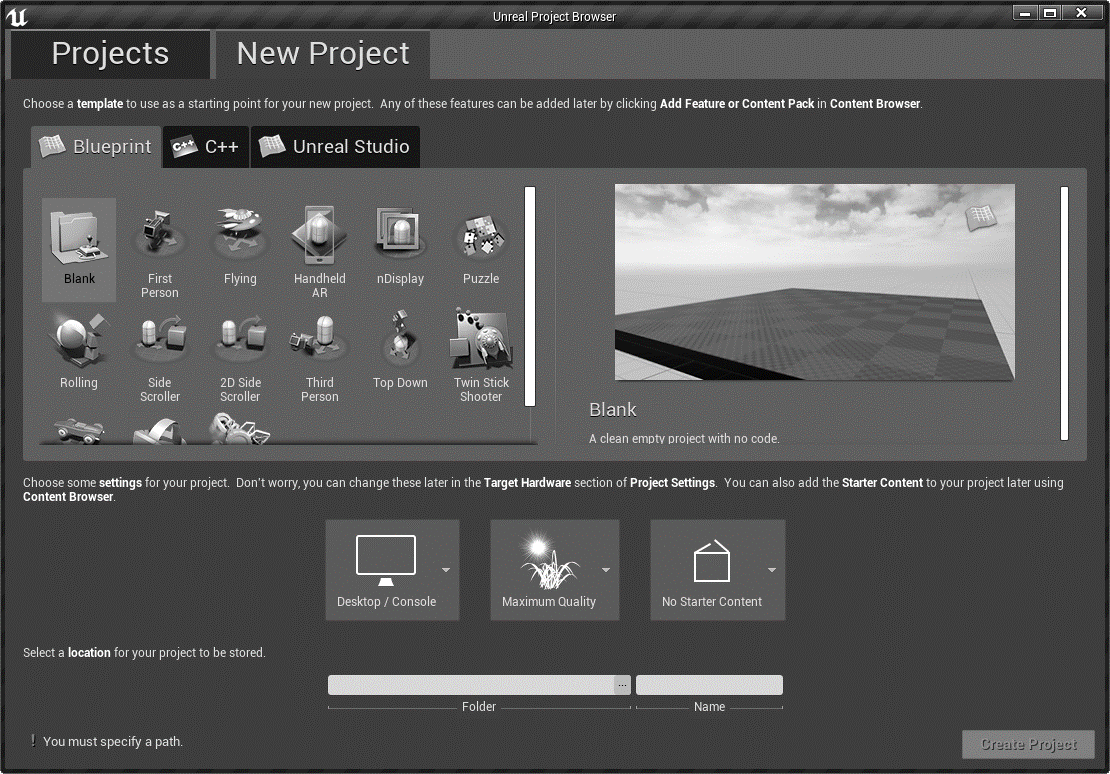 Unreal Project Browser
Projects
New Project
Choose a template to use as a starting point for your new project. Any of these features can be added later by clicking Add Feature or Content Pack in Content Browser.
Blueprint
C++
C++
Unreal Studio
Blank
First
Person
Flying
Handheld
AR
nDisplay
Puzzle
Rolling
Side
Scroller
2D Side
Scroller
Third
Person
Top Down
Twin Stick
Shooter
Blank
A clean empty project with no code.
Choose some settings for your project. Don't worry, you can change these later in the Target Hardware section of Project Settings. You can also add the Starter Content to your project later using
Content Browser.
Desktop / Console
Maximum Quality
No Starter Content
Select a location for your project to be stored.
...
Folder
Name
! You must specify a path.
Create Project